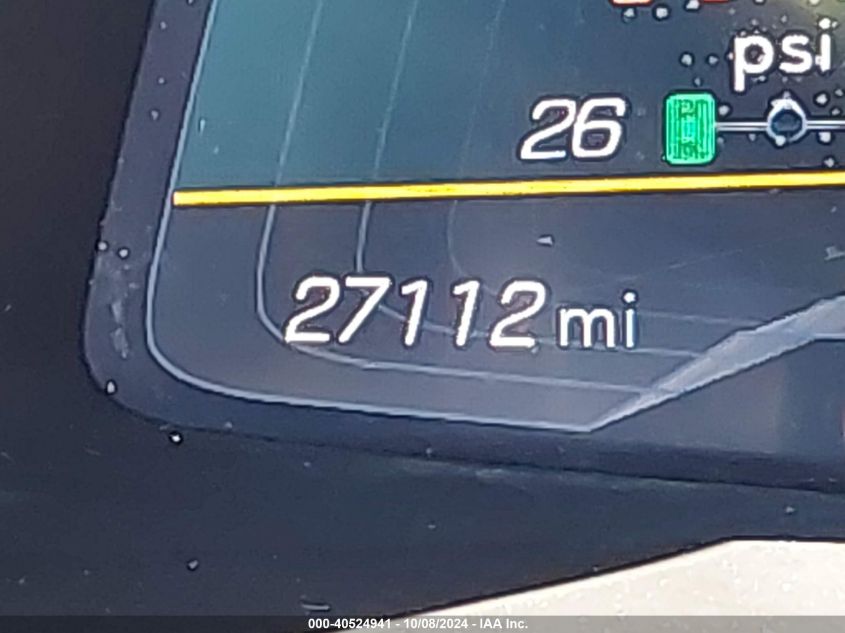 psi
26
27112 mi
000-40524941 - 10/08/2024 - IAA Inc.